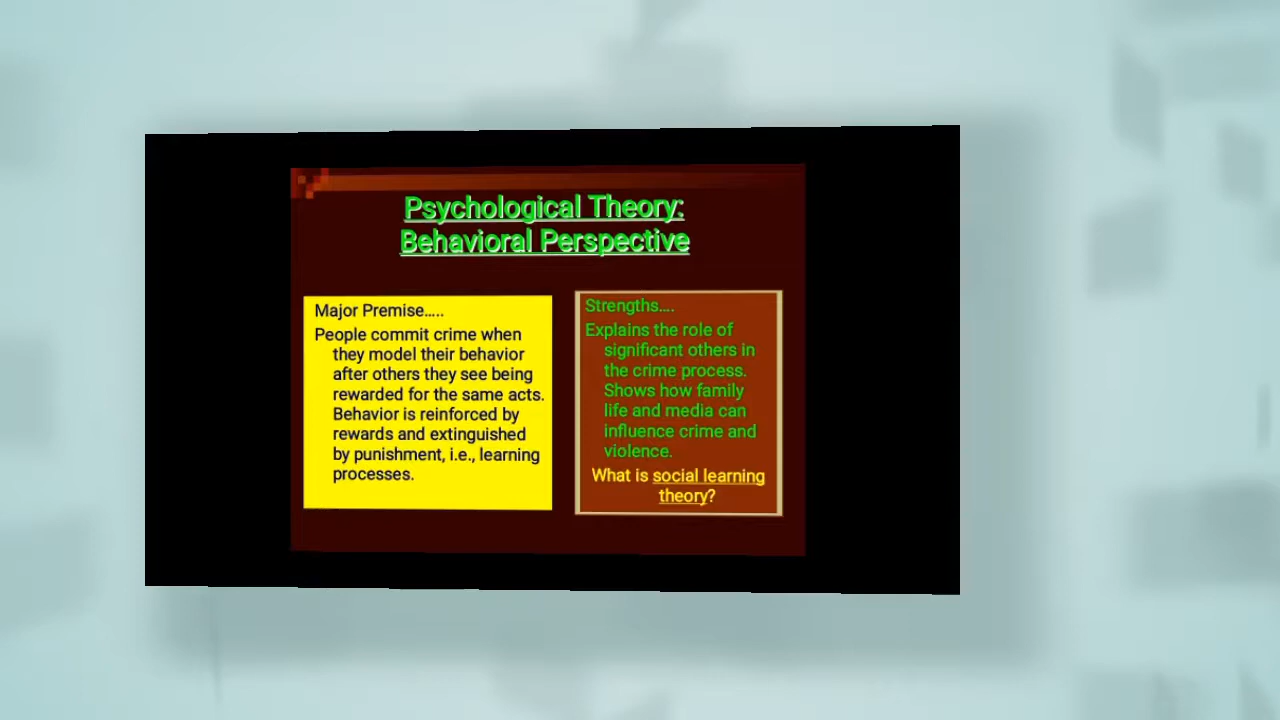 Psychological Theory:
Behavioral Perspective
Major Premise.....
People commit crime when
they model their behavior
after others they see being
rewarded for the same acts.
Behavior is reinforced by
rewards and extinguished
by punishment, i.e., learning
processes.
Strengths....
Explains the role of
significant others in
the crime process.
Shows how family
life and media can
influence crime and
violence.
What is social learning
theory?